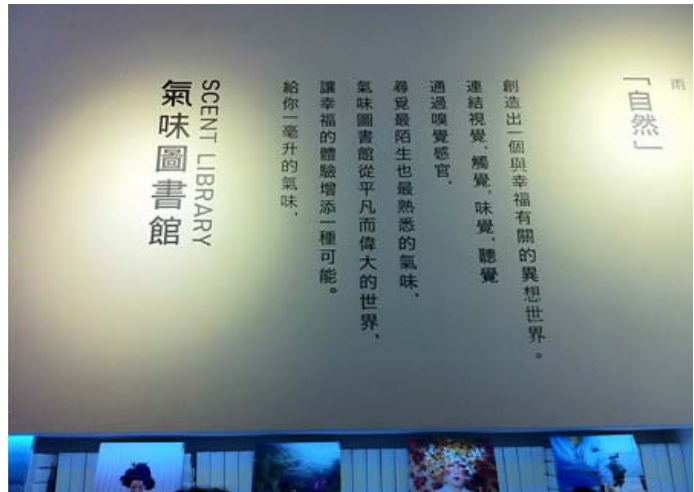 氣味圖書館
SCENT LIBRARY
給你一毫升的氣味,
讓幸福的體驗增添一種可能。
氣味圖書館從平凡而偉大的世界,
尋覓最陌生也最熟悉的氣味,
通過嗅覺感官,
連結視覺,觸覺,味覺,聽覺
創造出一個與幸福有關的異想世界。
「自然」
雨